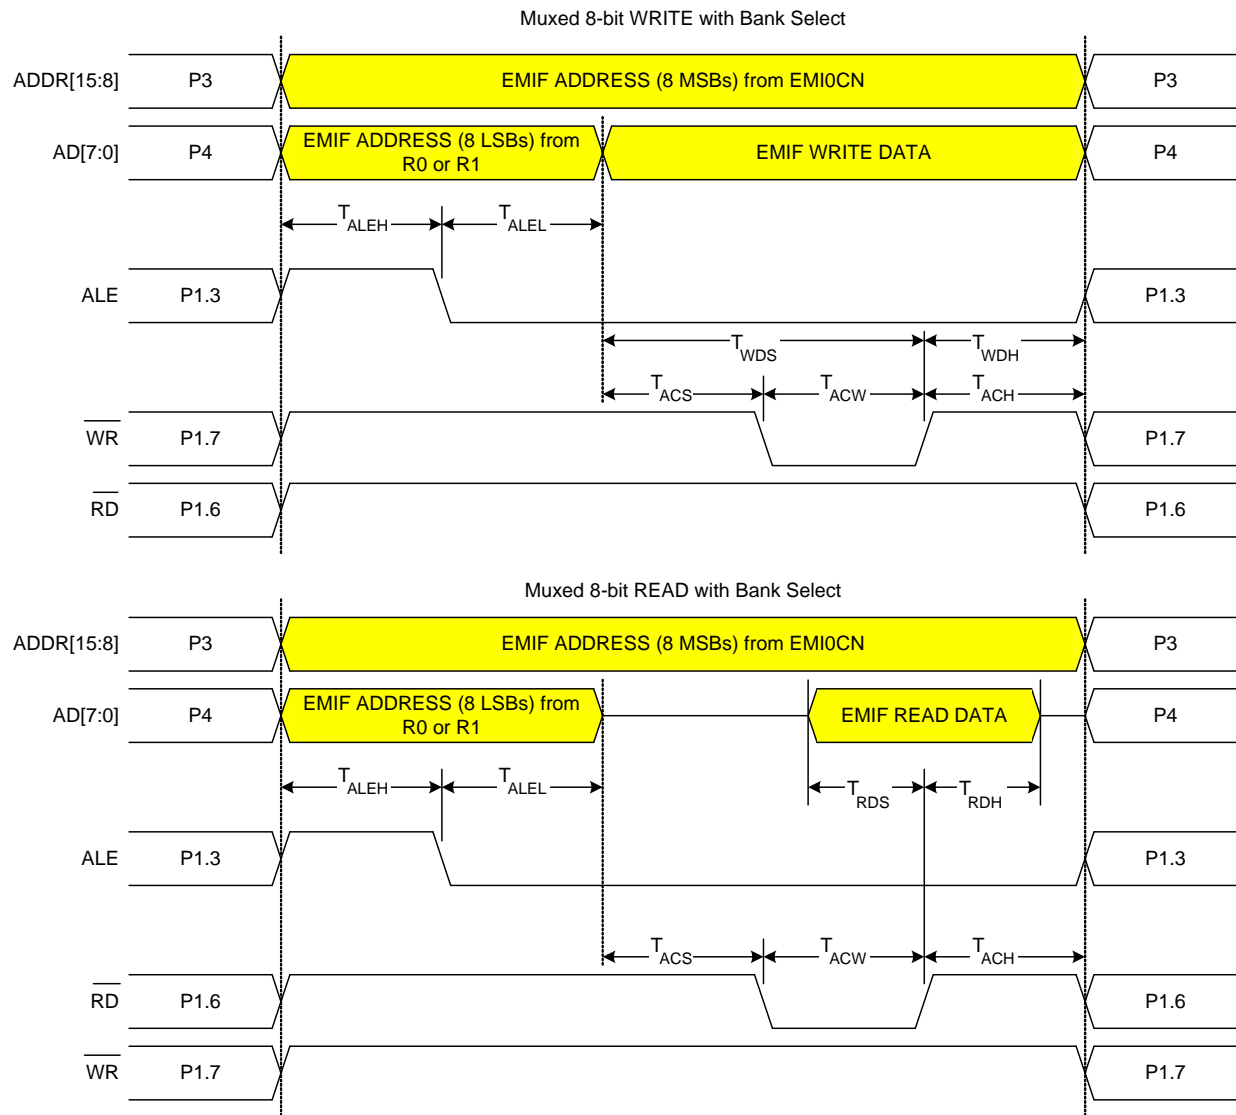 Muxed 8-bit WRITE with Bank Select
ADDR[15:8] P3 EMIF ADDRESS (8 MSBs) from EMI0CN P3
AD[7:0] P4 EMIF ADDRESS (8 LSBs) from
R0 or R1 EMIF WRITE DATA P4
TALEH TALEL
ALE P1.3 P1.3
TWDS TWDH
TACS TACW TACH
WR P1.7 P1.7
RD P1.6 P1.6
Muxed 8-bit READ with Bank Select
ADDR[15:8] P3 EMIF ADDRESS (8 MSBs) from EMI0CN P3
AD[7:0] P4 EMIF ADDRESS (8 LSBs) from
R0 or R1 EMIF READ DATA P4
TALEH TALEL TRDS TRDH
ALE P1.3 P1.3
TACS TACW TACH
RD P1.6 P1.6
WR P1.7 P1.7